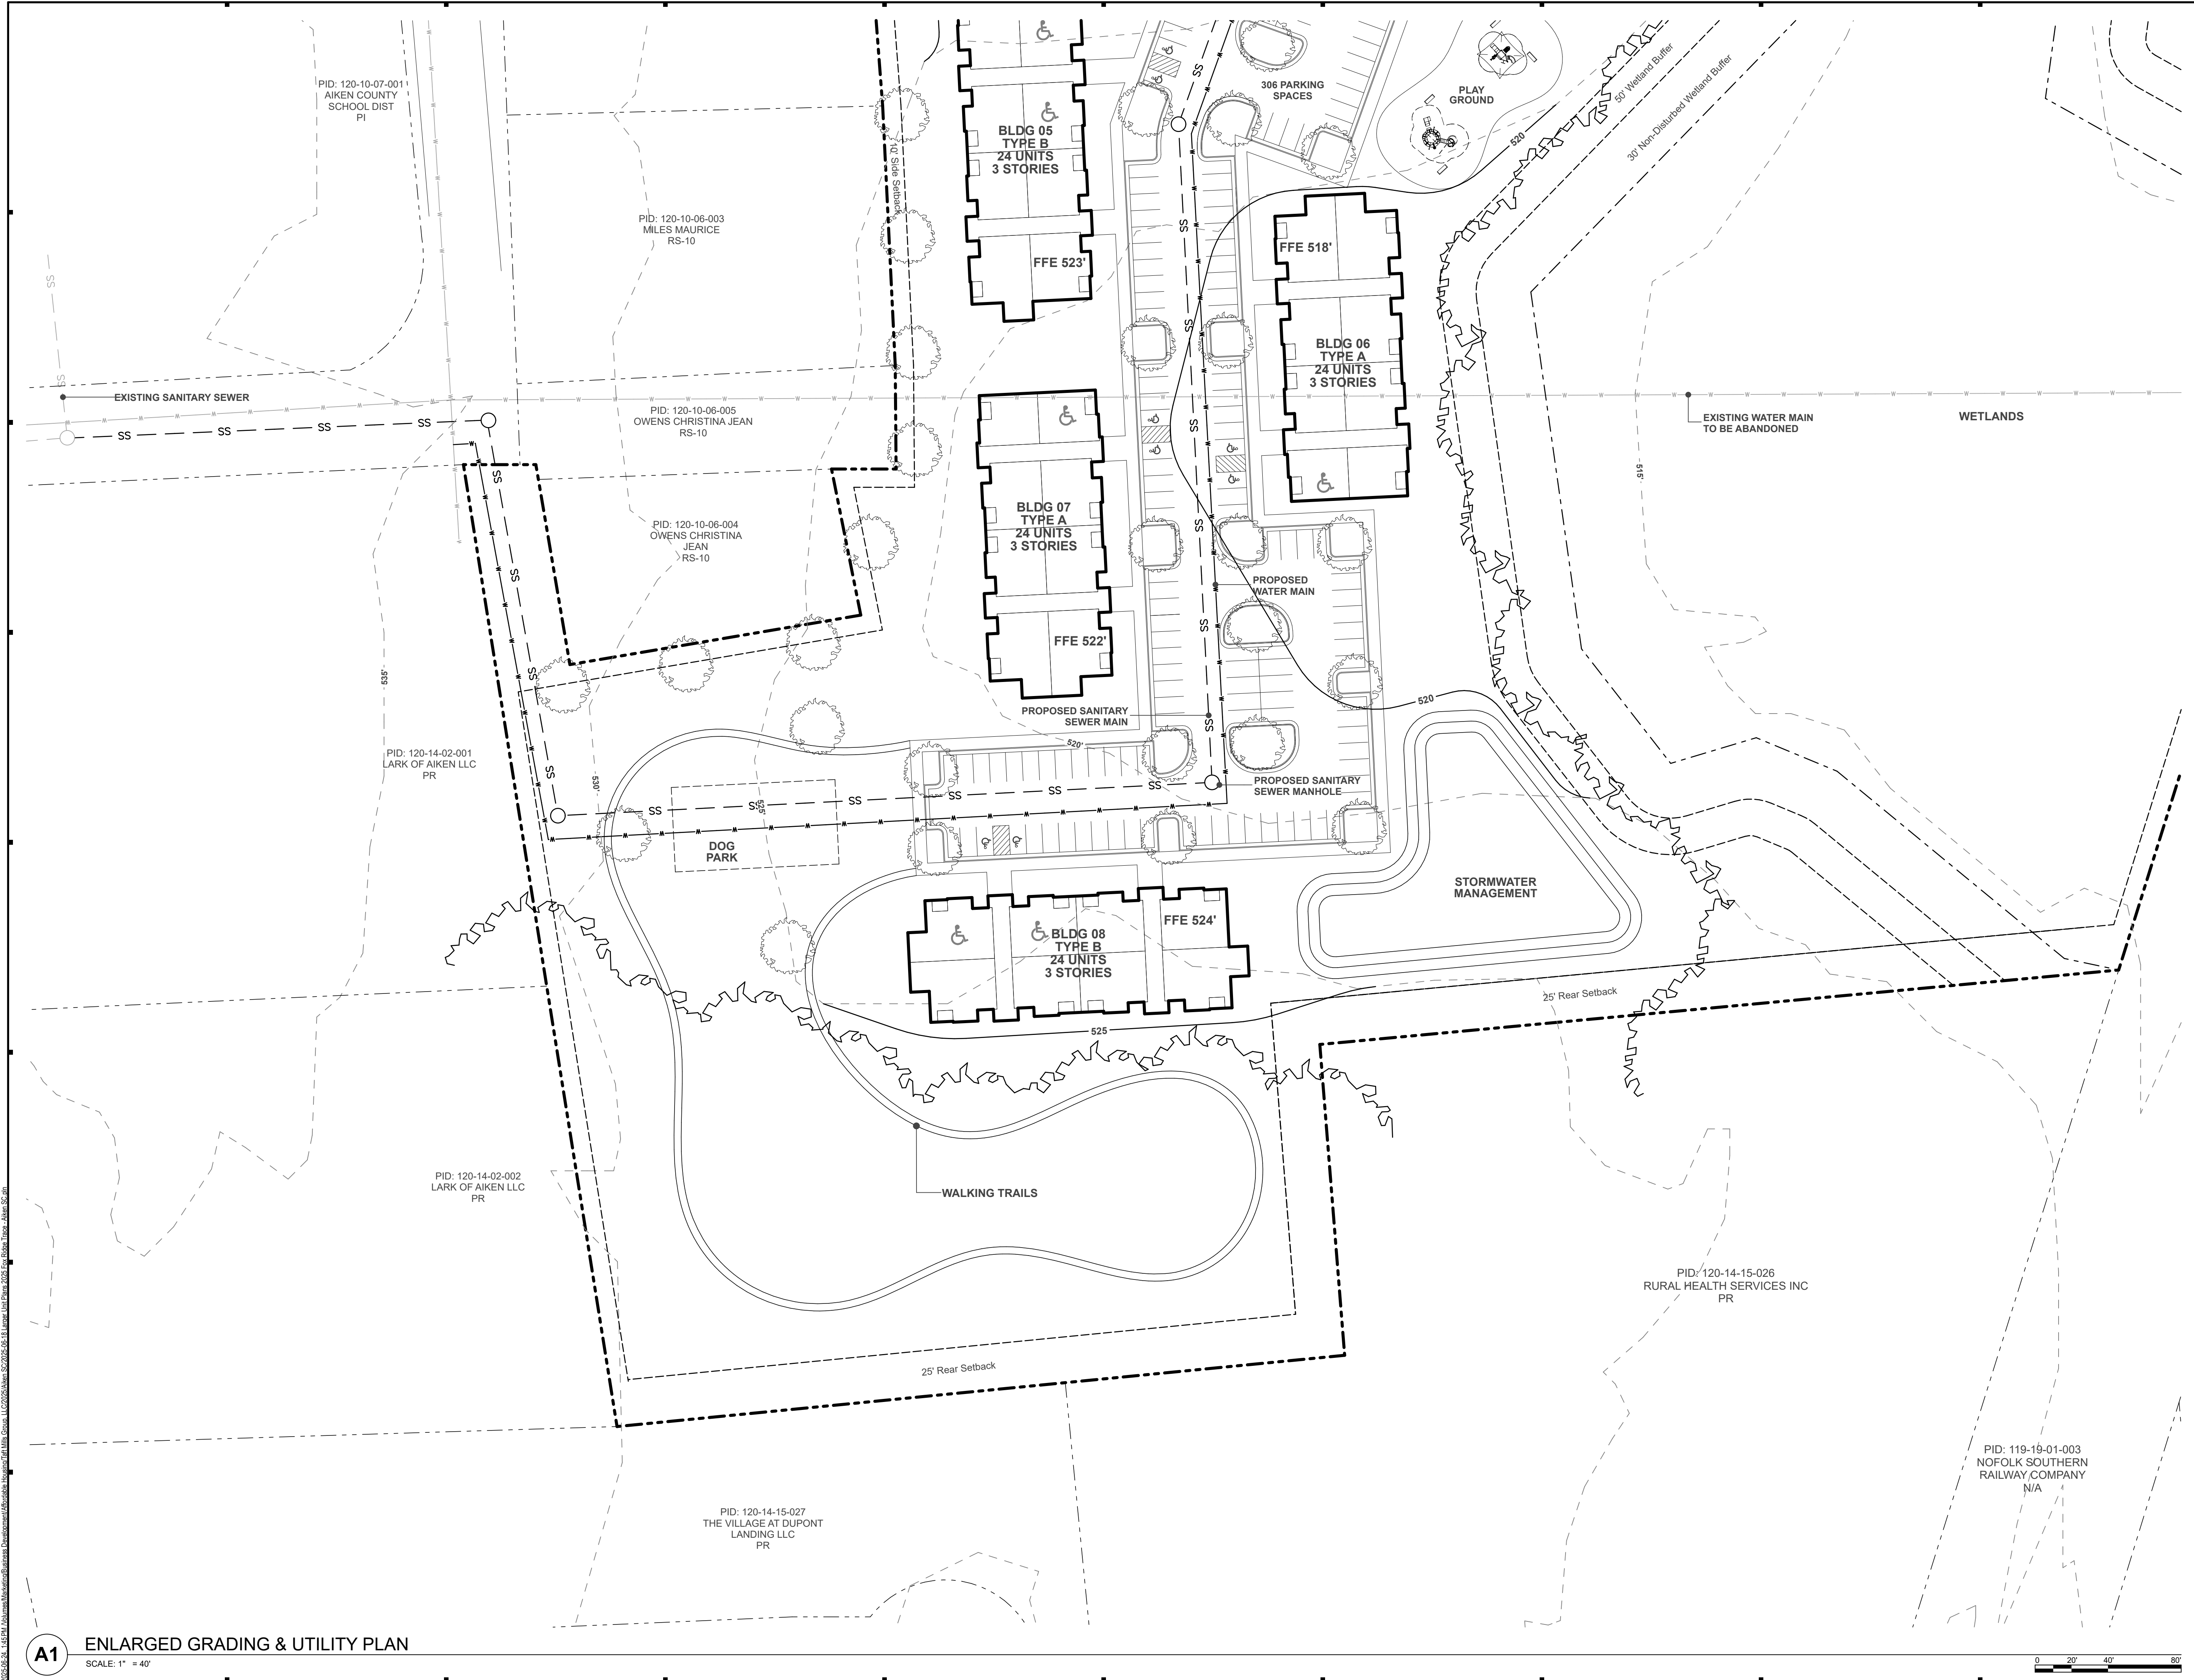 PID: 120-10-07-001
AIKEN COUNTY
SCHOOL DIST
PI
306 PARKING
SPACES
PLAY
GROUND
50' Wetland Buffer
30' Non-Disturbed Wetland Buffer
520
BLDG 05
TYPE B
24 UNITS
3 STORIES
10' Side Setback
PID: 120-10-06-003
MILES MAURICE
RS-10
FFE 523'
FFE 518'
BLDG 06
TYPE A
24 UNITS
3 STORIES
EXISTING SANITARY SEWER
PID: 120-10-06-005
OWENS CHRISTINA JEAN
RS-10
EXISTING WATER MAIN
TO BE ABANDONED
WETLANDS
515'
PID: 120-10-06-004
OWENS CHRISTINA
JEAN
RS-10
BLDG 07
TYPE A
24 UNITS
3 STORIES
PROPOSED
WATER MAIN
FFE 522'
535'
520
PROPOSED SANITARY
SEWER MAIN
520'
PID: 120-14-02-001
LARK OF AIKEN LLC
PR
530'
525'
PROPOSED SANITARY
SEWER MANHOLE
SS SS SS SS
DOG
PARK
STORMWATER
MANAGEMENT
FFE 524'
BLDG 08
TYPE B
24 UNITS
3 STORIES
25' Rear Setback
525
PID: 120-14-02-002
LARK OF AIKEN LLC
PR
WALKING TRAILS
PID: 120-14-15-026
RURAL HEALTH SERVICES INC
PR
25' Rear Setback
PID: 119-19-01-003
NOFOLK SOUTHERN
RAILWAY COMPANY
N/A
PID: 120-14-15-027
THE VILLAGE AT DUPONT
LANDING LLC
PR
A1
ENLARGED GRADING & UTILITY PLAN
SCALE: 1" = 40'
0 20' 40' 80'